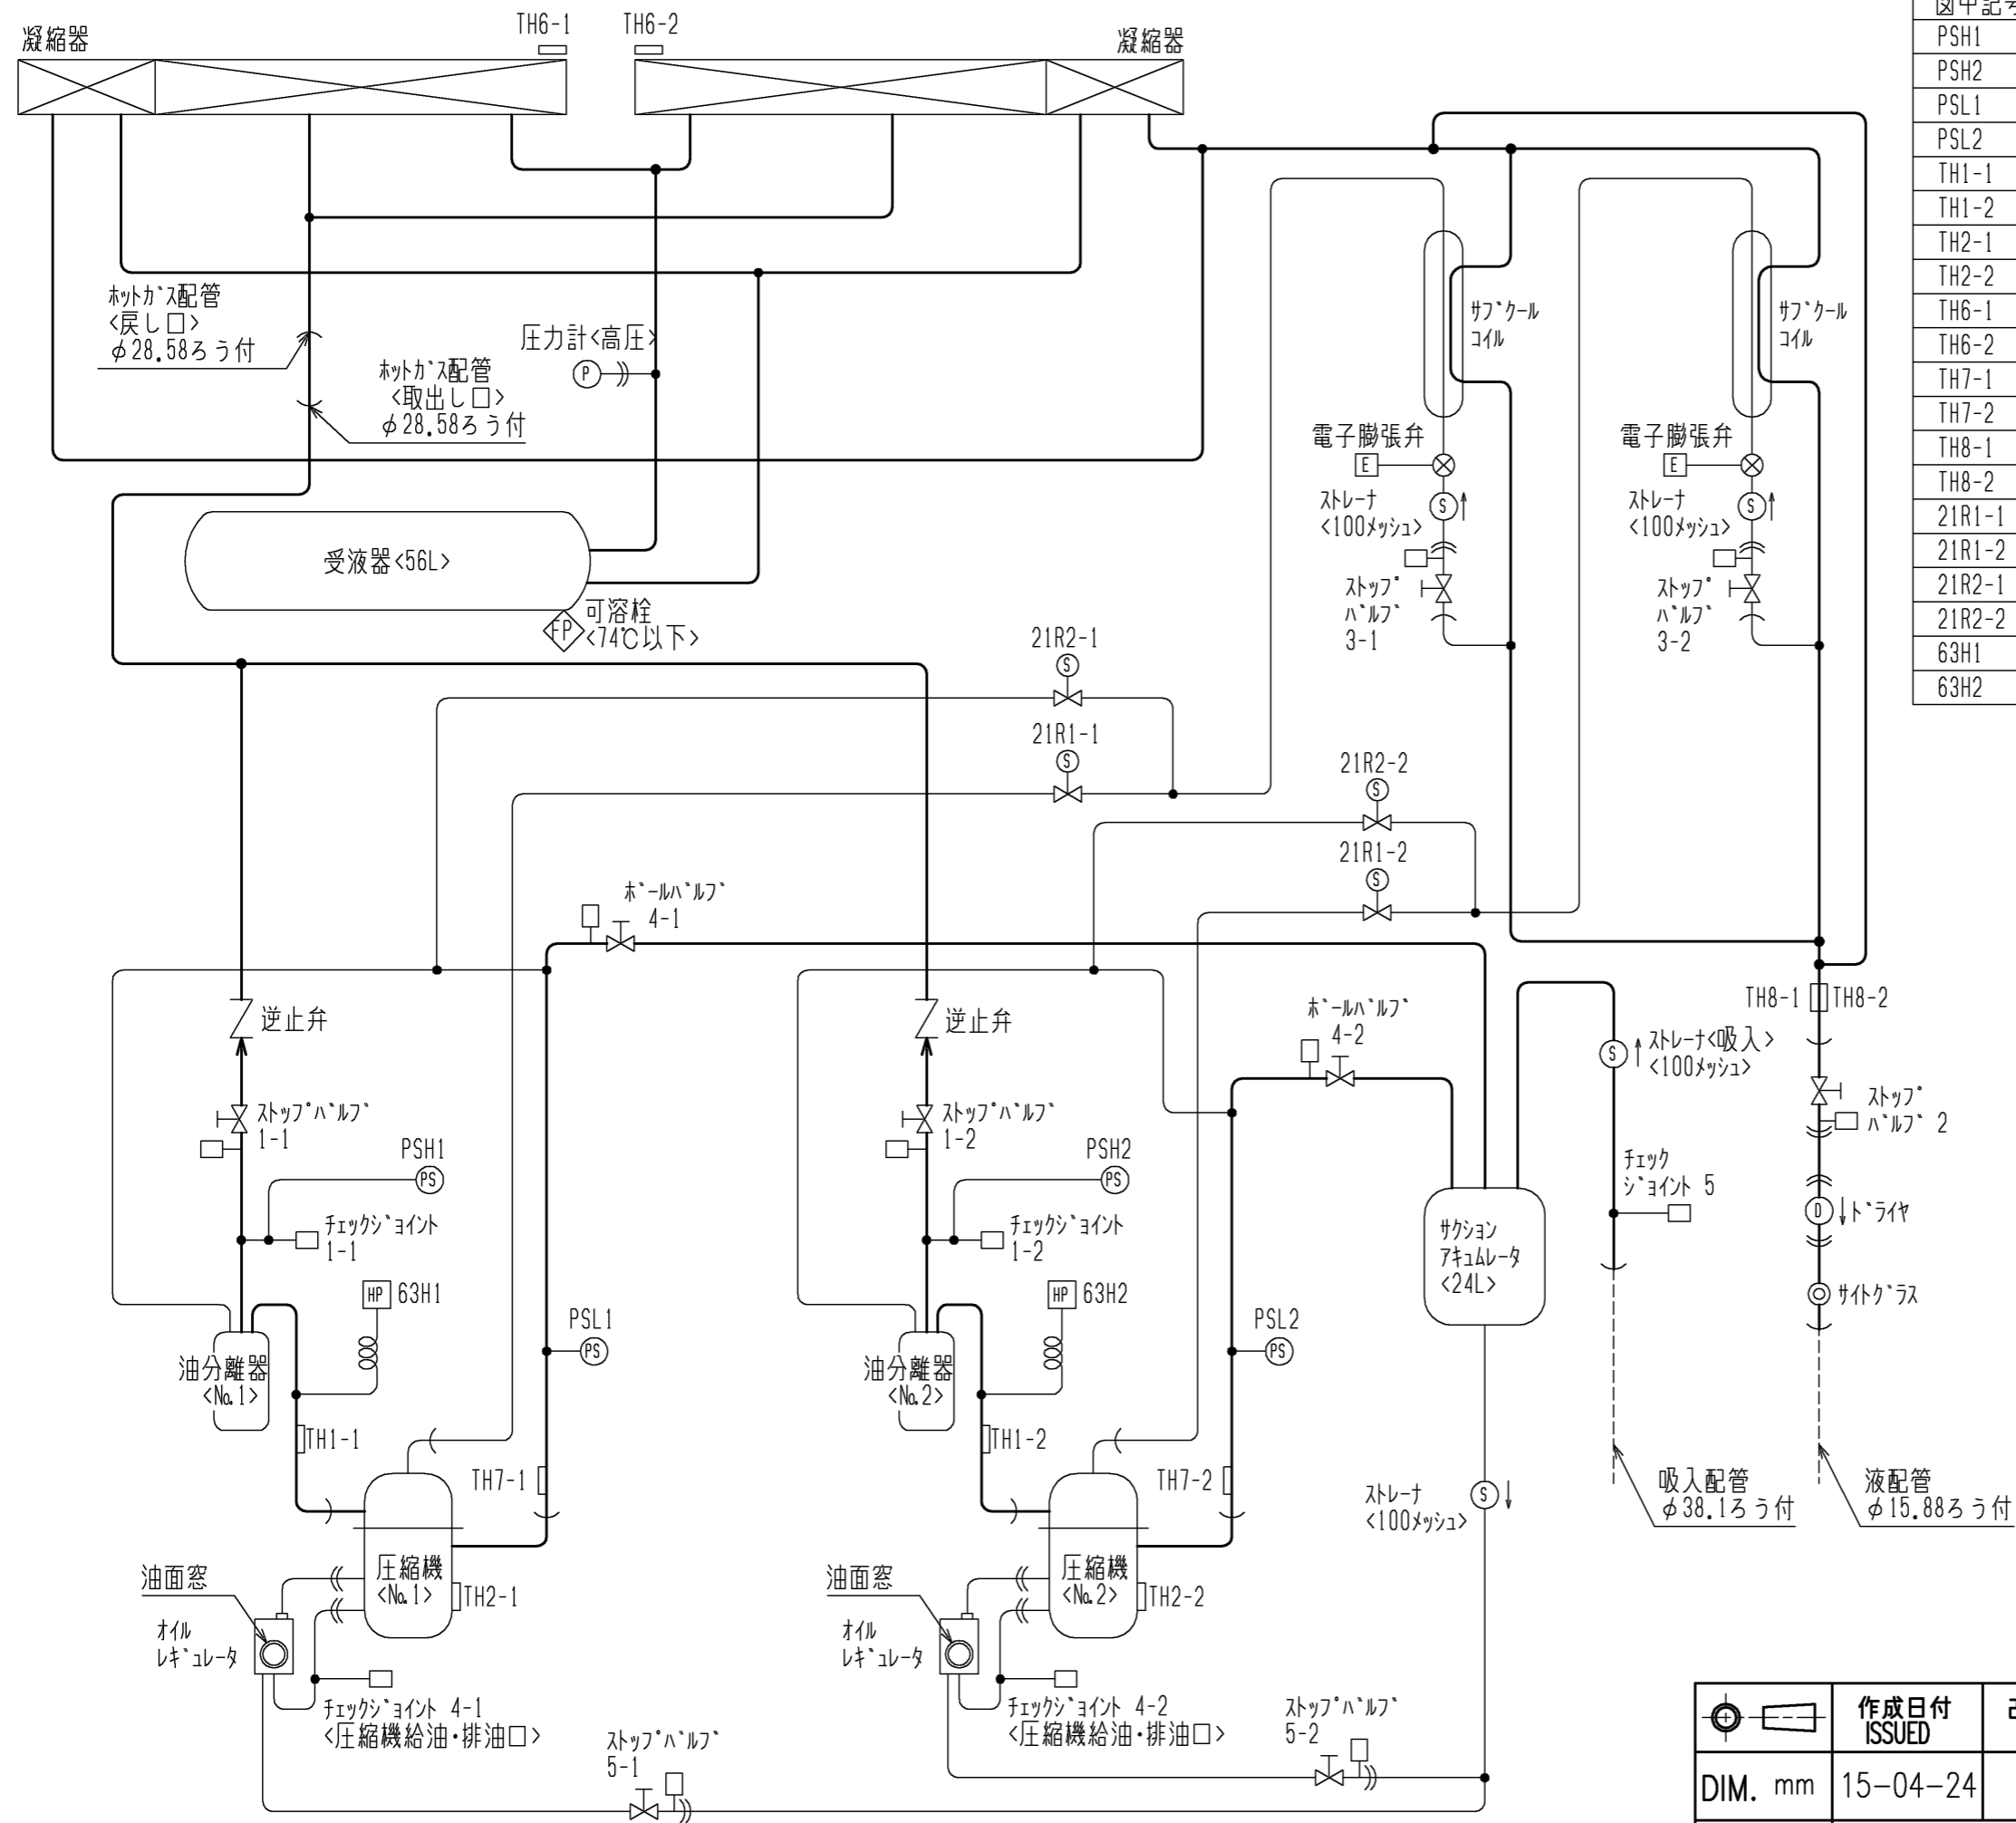 凝縮器
TH6-1
TH6-2
凝縮器
ホットガス配管
<戻し口>
φ28.58ろう付
ホットガス配管
<取出し口>
φ28.58ろう付
圧力計<高圧>
P
受液器<56L>
FP
可溶栓
<74℃以下>
サブクール
コイル
サブクール
コイル
電子膨張弁
E
電子膨張弁
E
ストレーナ
<100メッシュ>
S
ストレーナ
<100メッシュ>
S
ストップ
バルブ
3-1
ストップ
バルブ
3-2
21R2-1
S
21R1-1
S
21R2-2
S
21R1-2
S
ボールバルブ
4-1
ボールバルブ
4-2
逆止弁
逆止弁
ストップバルブ
1-1
ストップバルブ
1-2
PSH1
PS
PSH2
PS
チェックジョイント
1-1
チェックジョイント
1-2
HP 63H1
HP 63H2
PSL1
PS
PSL2
PS
油分離器
<No.1>
油分離器
<No.2>
TH1-1
TH1-2
TH7-1
TH7-2
圧縮機
<No.1>
圧縮機
<No.2>
TH2-1
TH2-2
油面窓
油面窓
オイル
レギュレータ
オイル
レギュレータ
チェックジョイント 4-1
<圧縮機給油・排油口>
チェックジョイント 4-2
<圧縮機給油・排油口>
ストップバルブ
5-1
ストップバルブ
5-2
サクション
アキュムレータ
<24L>
ストレーナ
<100メッシュ>
S
S
ストレーナ<吸入>
<100メッシュ>
チェック
ジョイント 5
TH8-1
TH8-2
ストップ
バルブ 2
D
ドライヤ
サイトグラス
吸入配管
φ38.1ろう付
液配管
φ15.88ろう付
図中記号
PSH1
PSH2
PSL1
PSL2
TH1-1
TH1-2
TH2-1
TH2-2
TH6-1
TH6-2
TH7-1
TH7-2
TH8-1
TH8-2
21R1-1
21R1-2
21R2-1
21R2-2
63H1
63H2
作成日付
ISSUED
DIM. mm
15-04-24